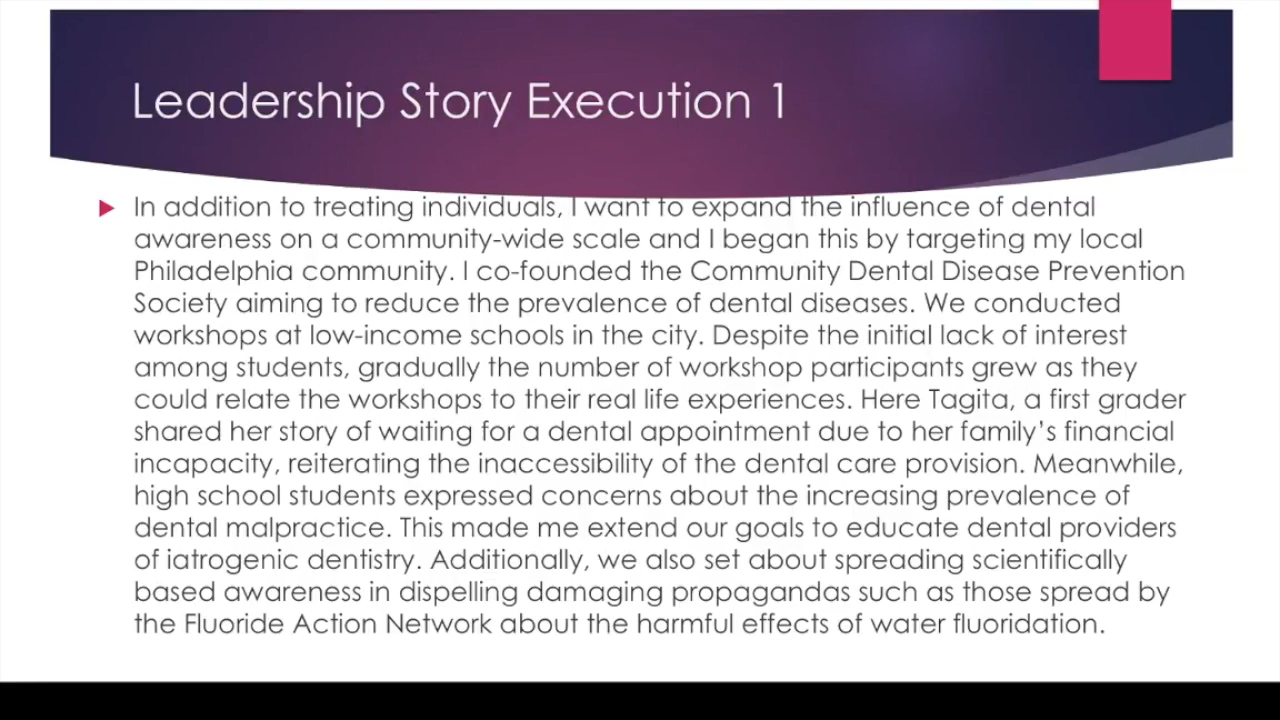 Leadership Story Execution 1
In addition to treating individuals, I want to expand the influence of dental
awareness on a community-wide scale and I began this by targeting my local
Philadelphia community. I co-founded the Community Dental Disease Prevention
Society aiming to reduce the prevalence of dental diseases. We conducted
workshops at low-income schools in the city. Despite the initial lack of interest
among students, gradually the number of workshop participants grew as they
could relate the workshops to their real life experiences. Here Tagita, a first grader
shared her story of waiting for a dental appointment due to her family’s financial
incapacity, reiterating the inaccessibility of the dental care provision. Meanwhile,
high school students expressed concerns about the increasing prevalence of
dental malpractice. This made me extend our goals to educate dental providers
of iatrogenic dentistry. Additionally, we also set about spreading scientifically
based awareness in dispelling damaging propagandas such as those spread by
the Fluoride Action Network about the harmful effects of water fluoridation.